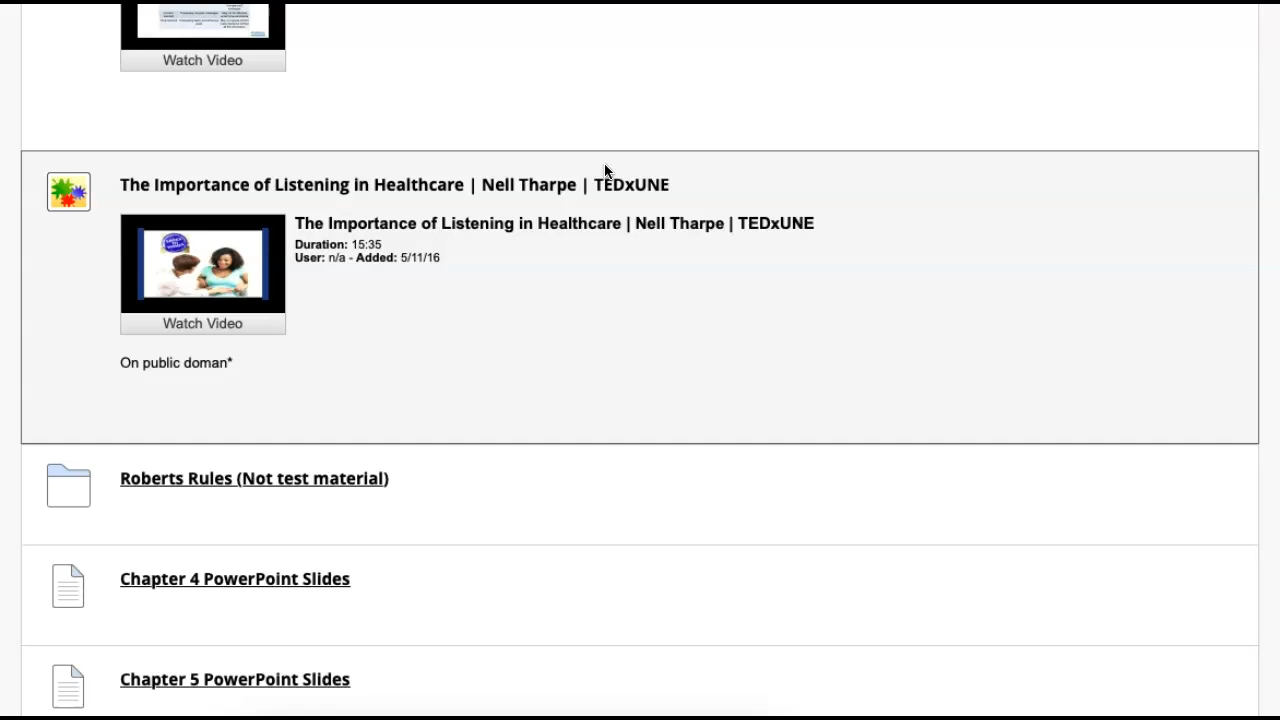 Watch Video
The Importance of Listening in Healthcare | Nell Tharpe | TEDxUNE
The Importance of Listening in Healthcare | Nell Tharpe | TEDxUNE
Duration: 15:35
User: n/a - Added: 5/11/16
Watch Video
On public doman*
Roberts Rules (Not test material)
Chapter 4 PowerPoint Slides
Chapter 5 PowerPoint Slides